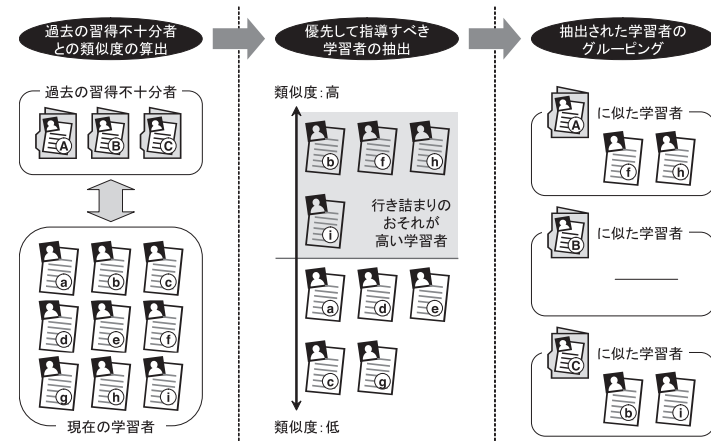 過去の習得不十分者
との類似度の算出
過去の習得不十分者
A B C
a b c
d e f
g h i
現在の学習者
優先して指導すべき
学習者の抽出
類似度:高
b f h
i
行き詰まりの
おそれが
高い学習者
a d e
c g
類似度:低
抽出された学習者の
グルーピング
A に似た学習者
f h
B に似た学習者
C に似た学習者
b i